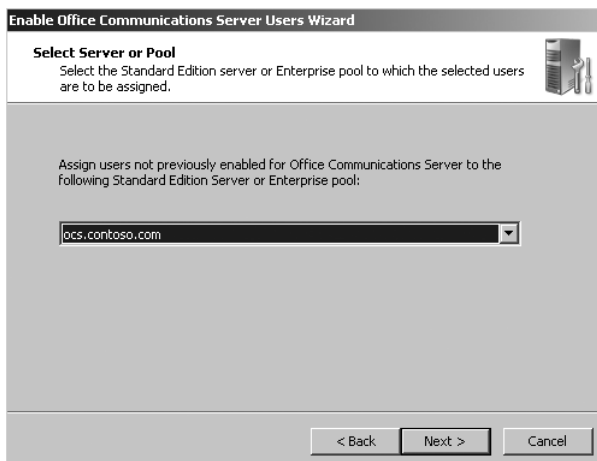 Enable Office Communications Server Users Wizard
Select Server or Pool
Select the Standard Edition server or Enterprise pool to which the selected users
are to be assigned.
Assign users not previously enabled for Office Communications Server to the
following Standard Edition Server or Enterprise pool:
ocs.contoso.com
< Back Next > Cancel